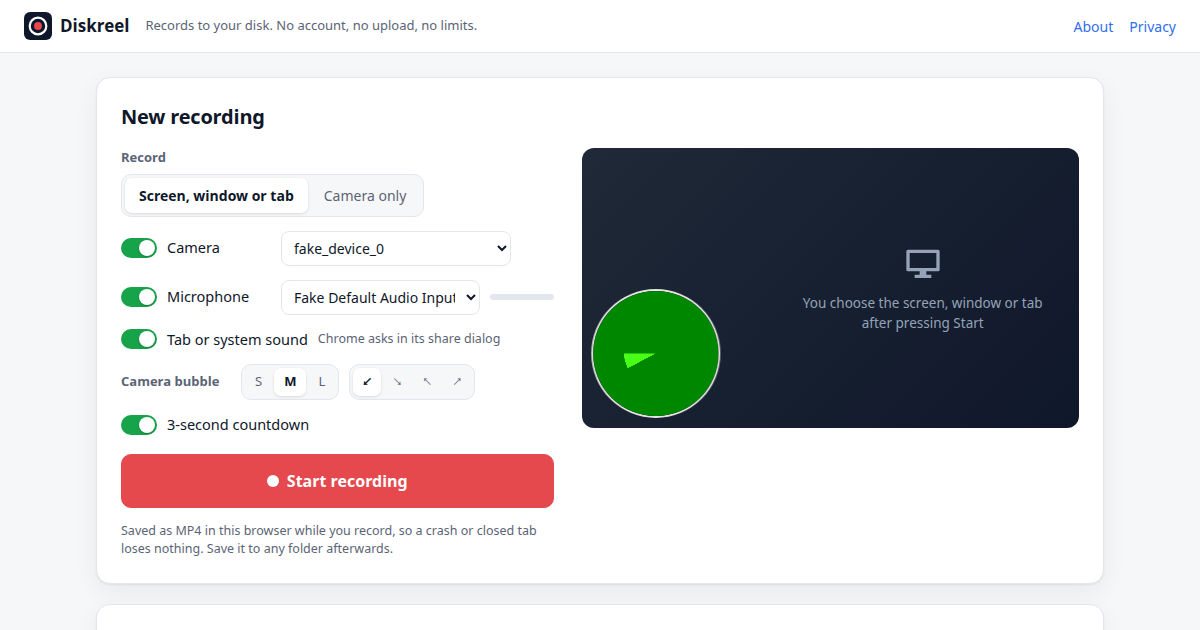 Diskreel
Records to your disk. No account, no upload, no limits.
About
Privacy
New recording
Record
Screen, window or tab
Camera only
Camera
fake_device_0
Microphone
Fake Default Audio Input
Tab or system sound
Chrome asks in its share dialog
Camera bubble
S
M
L
↙
↘
↖
↗
3-second countdown
Start recording
Saved as MP4 in this browser while you record, so a crash or closed tab
loses nothing. Save it to any folder afterwards.
You choose the screen, window or tab
after pressing Start